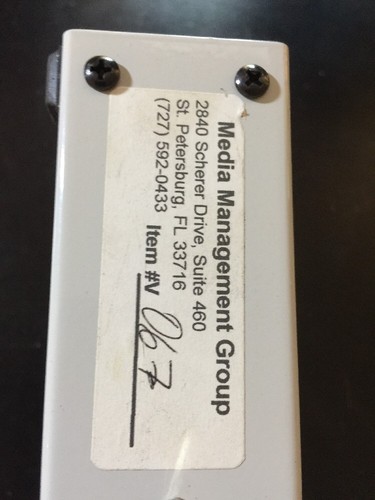 Media Management Group
2840 Scherer Drive, Suite 460
St. Petersburg, FL 33716
(727) 592-0433 Item #V 067